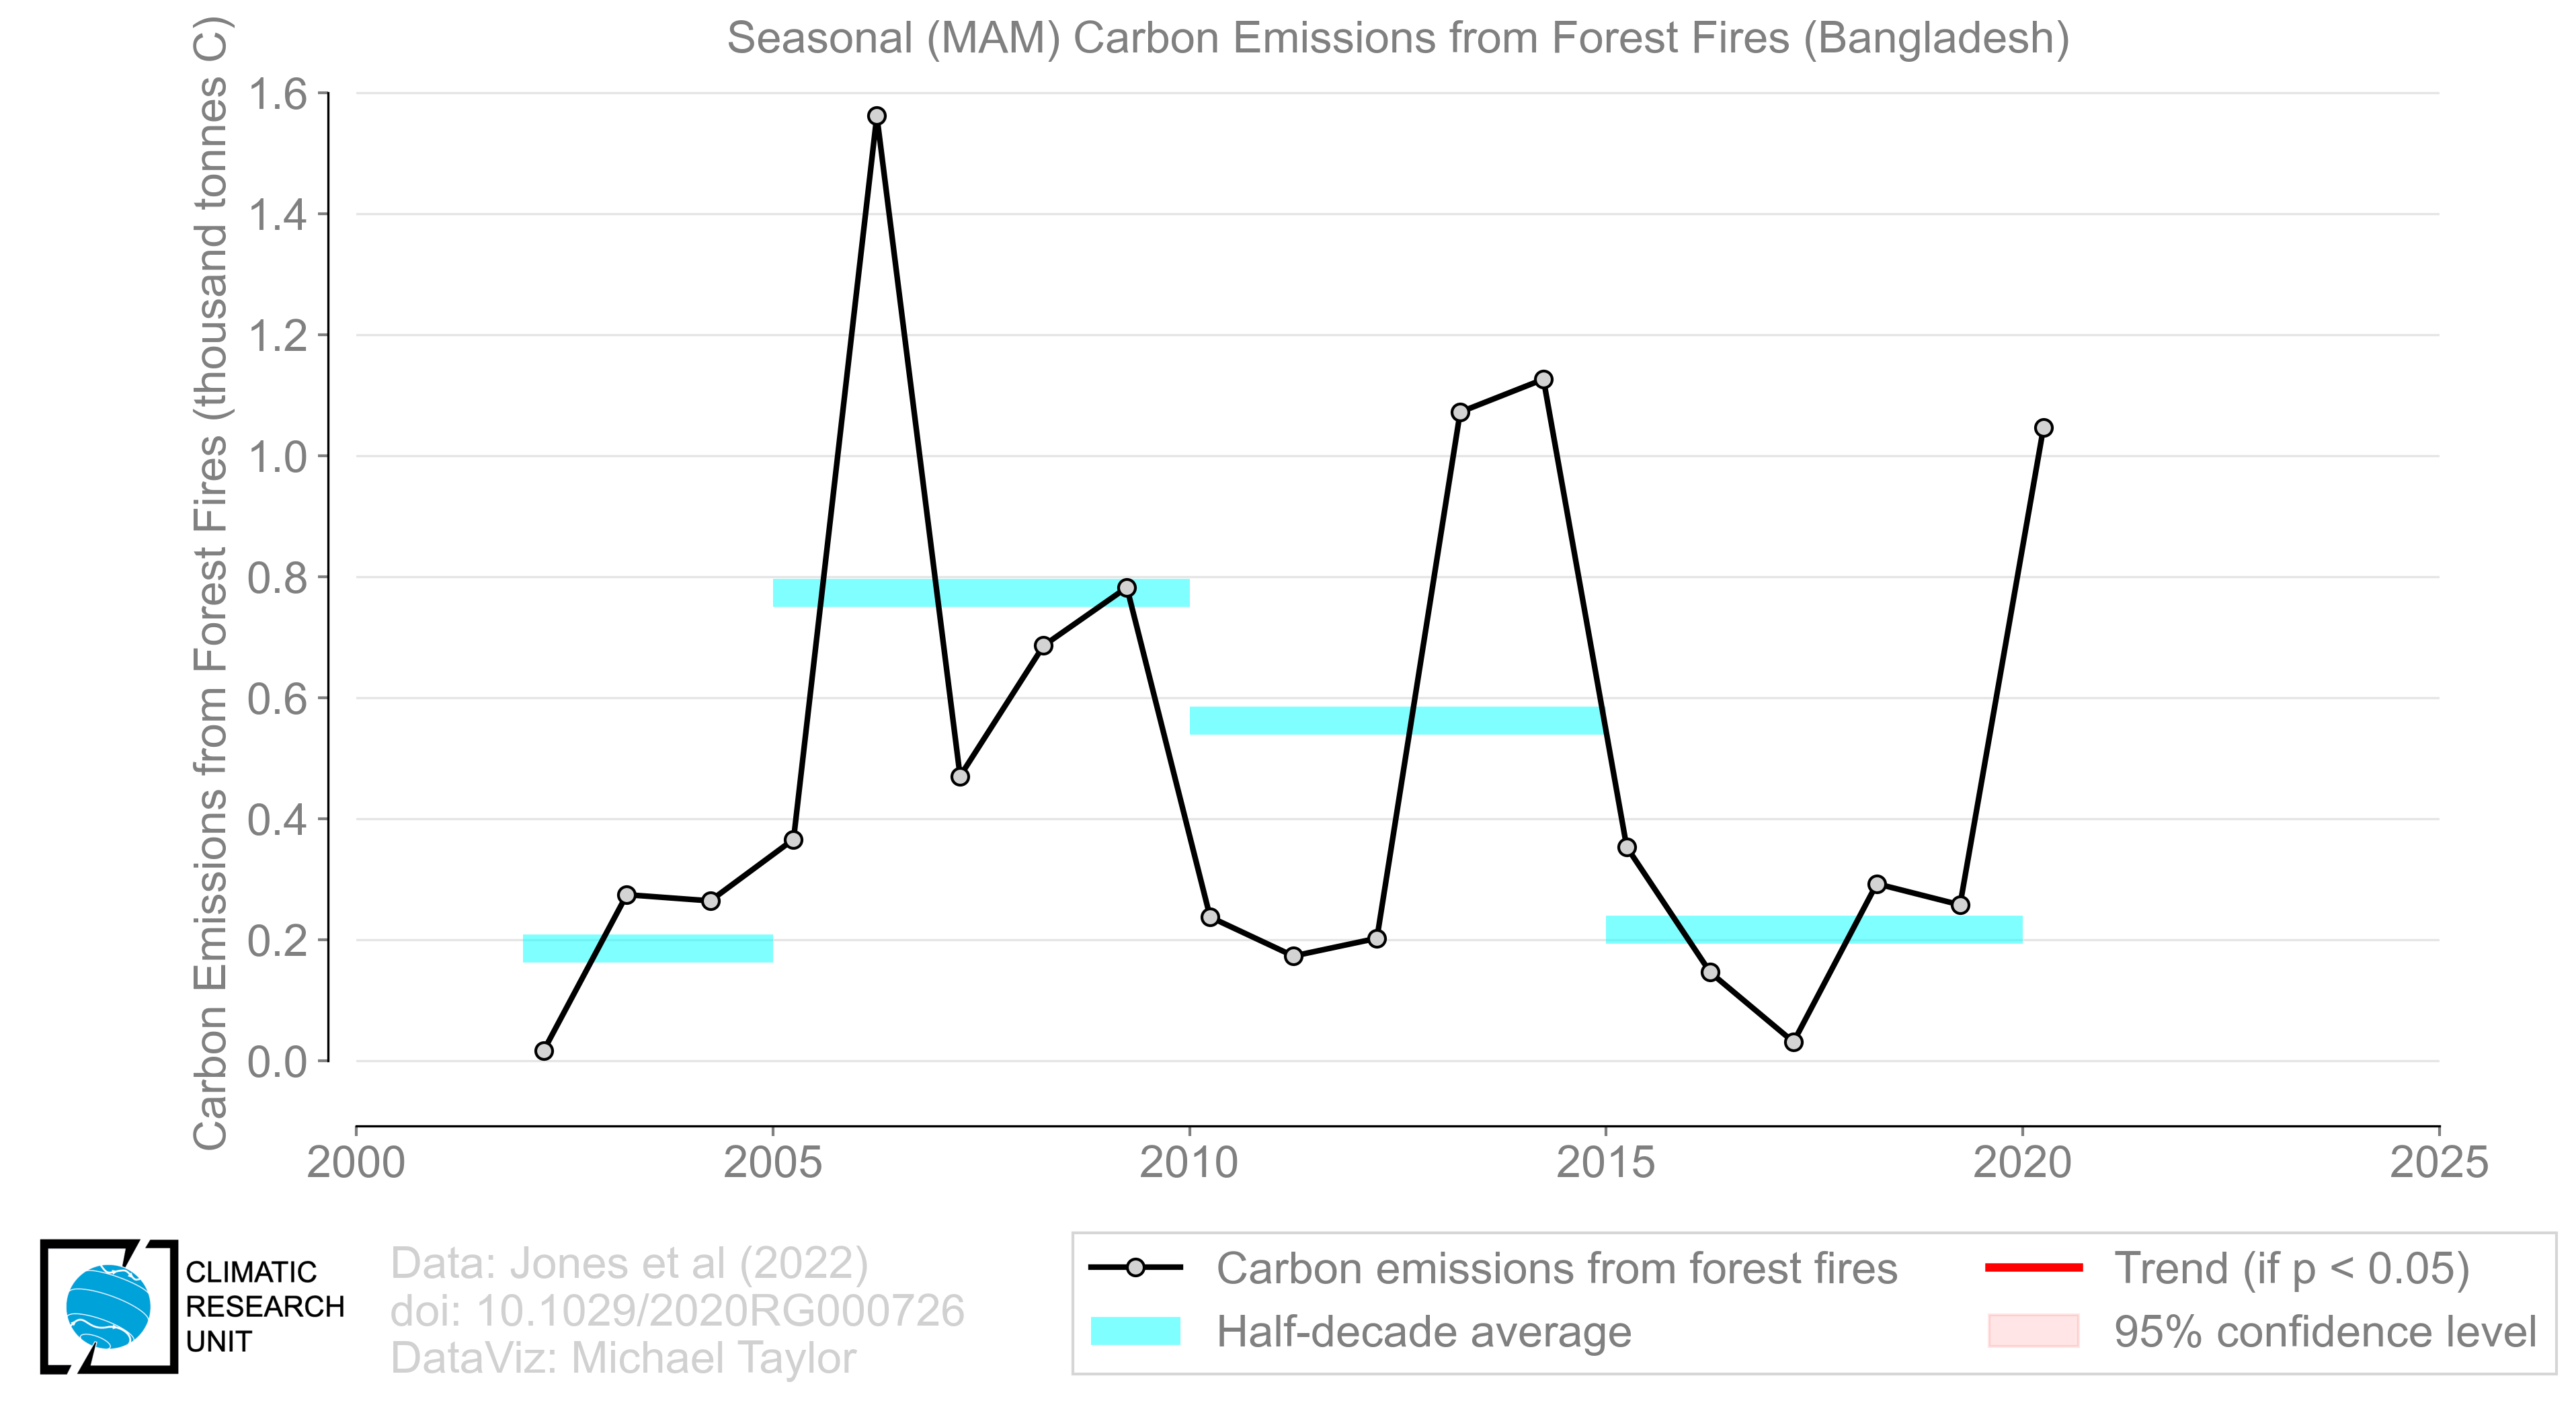 Seasonal (MAM) Carbon Emissions from Forest Fires (Bangladesh)
Carbon Emissions from Forest Fires (thousand tonnes C)
1.6
1.4
1.2
1.0
0.8
0.6
0.4
0.2
0.0
2000 2005 2010 2015 2020 2025
CLIMATIC
RESEARCH
UNIT
Data: Jones et al (2022)
doi: 10.1029/2020RG000726
DataViz: Michael Taylor
Carbon emissions from forest fires
Half-decade average
Trend (if p < 0.05)
95% confidence level